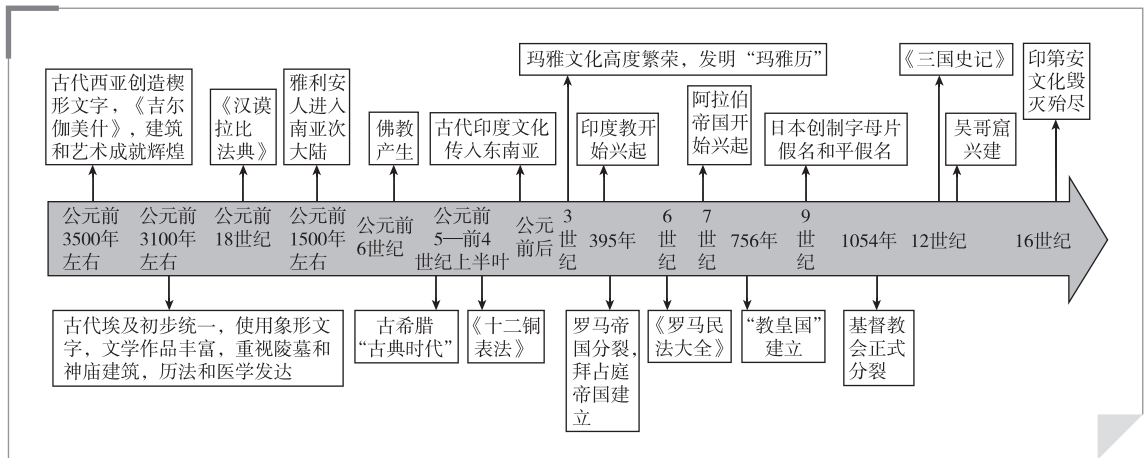 玛雅文化高度繁荣，发明“玛雅历”
《三国史记》
印第安
文化毁
灭殆尽
古代西亚创造楔
形文字，《吉尔
伽美什》，建筑
和艺术成就辉煌
《汉谟
拉比
法典》
雅利安
人进入
南亚次
大陆
佛教
产生
古代印度文化
传入东南亚
印度教开
始兴起
阿拉伯
帝国开
始兴起
日本创制字母片
假名和平假名
吴哥窟
兴建
公元前
3500年
左右
公元前
3100年
左右
公元前
18世纪
公元前
1500年
左右
公元前
6世纪
公元前
5—前4
世纪上半叶
公元
前后
3
世
纪
395年
6
世
纪
7
世
纪
756年
9
世
纪
1054年
12世纪
16世纪
古代埃及初步统一，使用象形文
字，文学作品丰富，重视陵墓和
神庙建筑，历法和医学发达
古希腊
“古典时代”
《十二铜
表法》
罗马帝
国分裂，
拜占庭
帝国建
立
《罗马民
法大全》
“教皇国”
建立
基督教
会正式
分裂